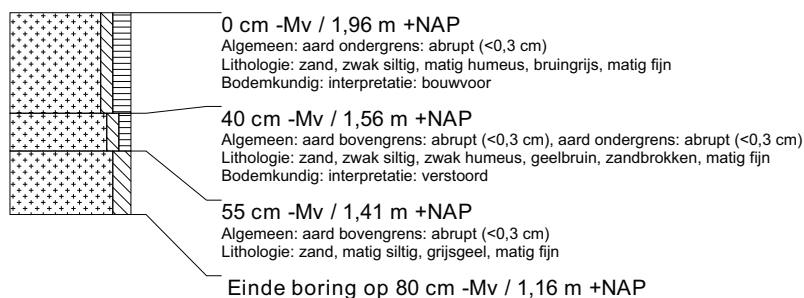 0 cm -Mv / 1,96 m +NAP
Algemeen: aard ondergrens: abrupt (<0,3 cm)
Lithologie: zand, zwak siltig, matig humeus, bruingrijs, matig fijn
Bodemkundig: interpretatie: bouwvoor
40 cm -Mv / 1,56 m +NAP
Algemeen: aard bovengrens: abrupt (<0,3 cm), aard ondergrens: abrupt (<0,3 cm)
Lithologie: zand, zwak siltig, zwak humeus, geelbruin, zandbrokken, matig fijn
Bodemkundig: interpretatie: verstoord
55 cm -Mv / 1,41 m +NAP
Algemeen: aard bovengrens: abrupt (<0,3 cm)
Lithologie: zand, matig siltig, grijsgeel, matig fijn
Einde boring op 80 cm -Mv / 1,16 m +NAP